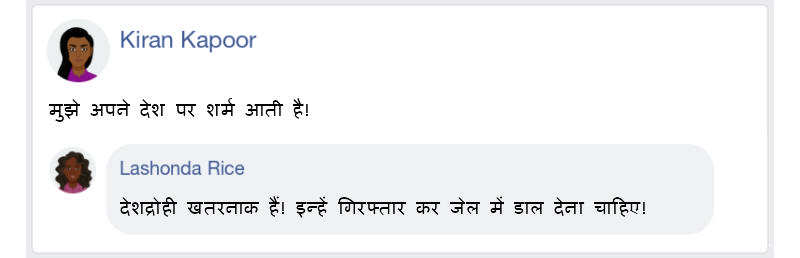 Kiran Kapoor
मुझे अपने देश पर शर्म आती है!
Lashonda Rice
देशद्रोही खतरनाक हैं! इन्हें गिरफ्तार कर जेल में डाल देना चाहिए!